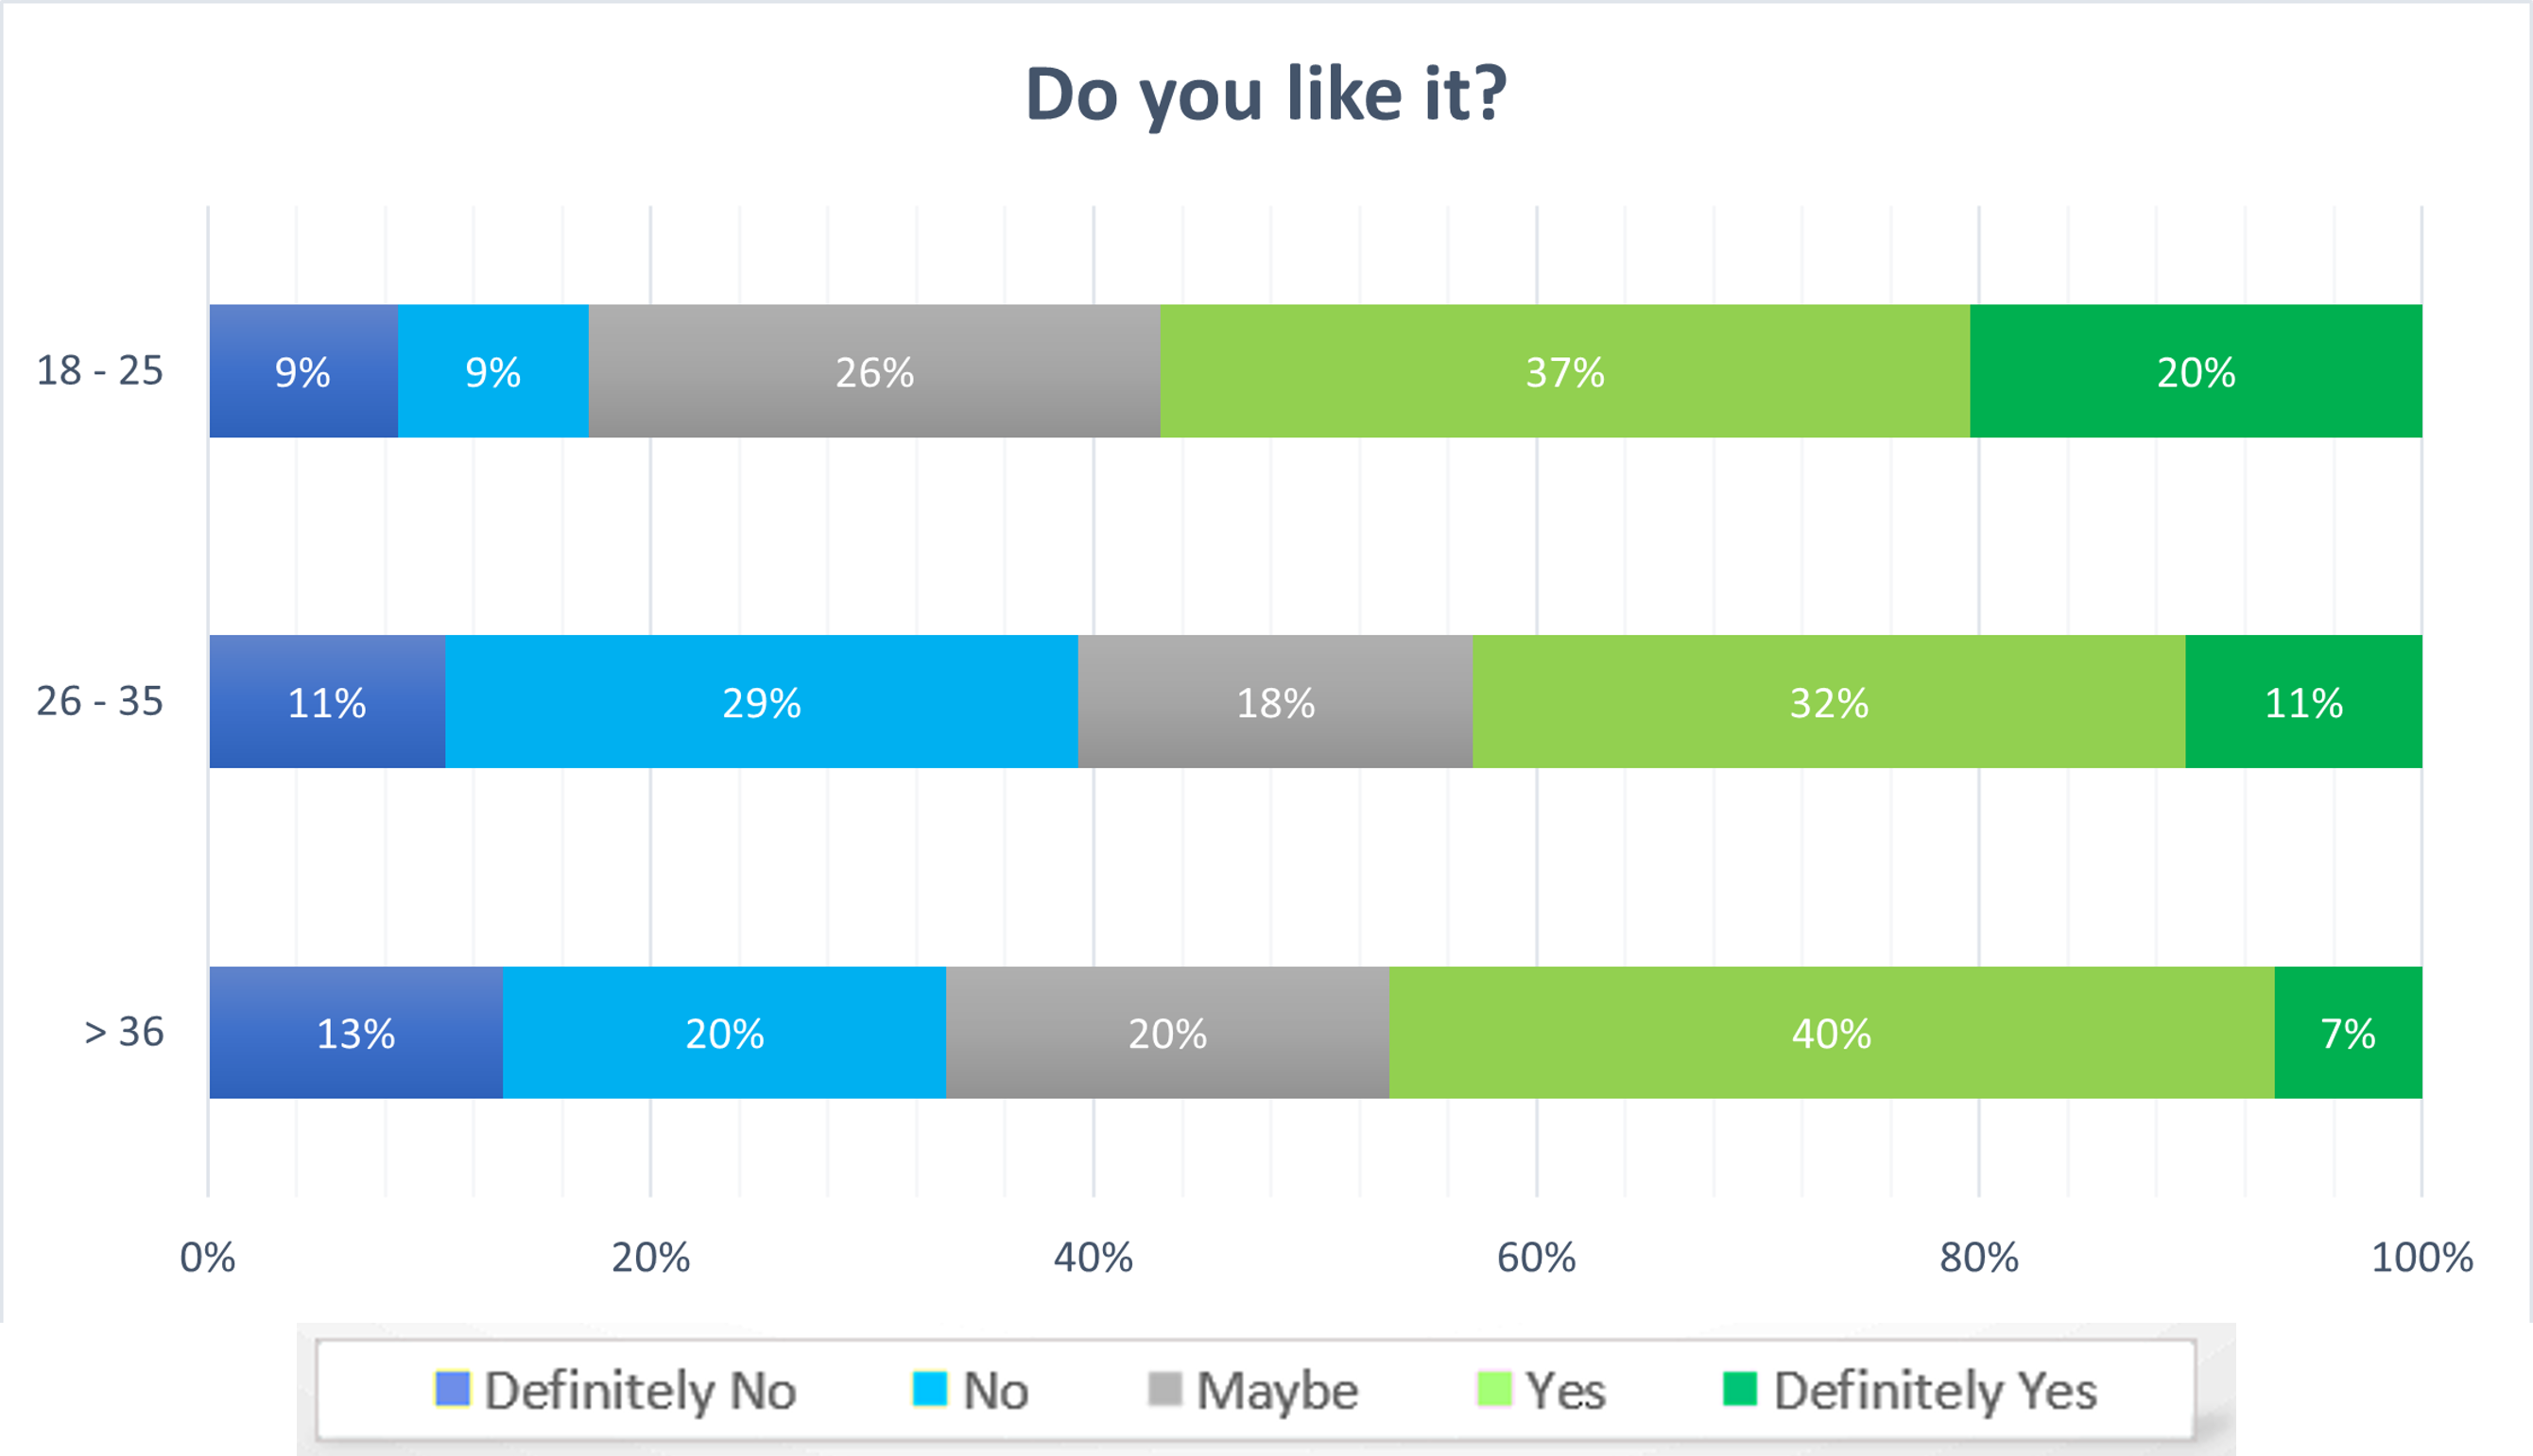 Do you like it?
18 - 25 9% 9% 26% 37% 20%
26 - 35 11% 29% 18% 32% 11%
> 36 13% 20% 20% 40% 7%
0% 20% 40% 60% 80% 100%
Definitely No No Maybe Yes Definitely Yes